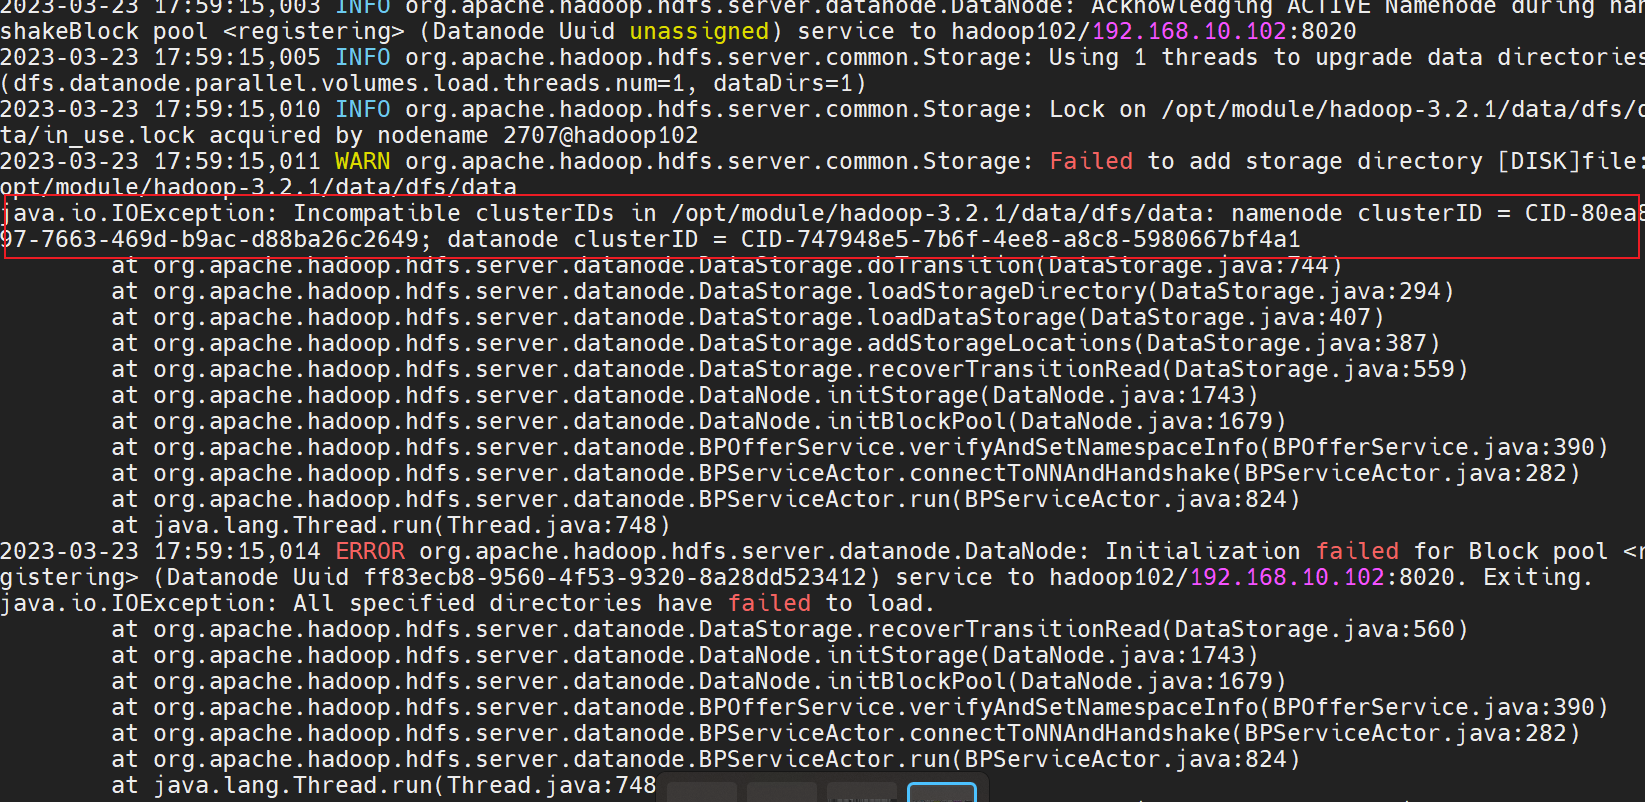 2023-03-23 17:59:15,003 INFO org.apache.hadoop.hdfs.server.datanode.DataNode: Acknowledging ACTIVE Namenode during han
shakeBlock pool <registering> (Datanode Uuid unassigned) service to hadoop102/192.168.10.102:8020
2023-03-23 17:59:15,005 INFO org.apache.hadoop.hdfs.server.common.Storage: Using 1 threads to upgrade data directories
(dfs.datanode.parallel.volumes.load.threads.num=1, dataDirs=1)
2023-03-23 17:59:15,010 INFO org.apache.hadoop.hdfs.server.common.Storage: Lock on /opt/module/hadoop-3.2.1/data/dfs/d
ta/in_use.lock acquired by nodename 2707@hadoop102
2023-03-23 17:59:15,011 WARN org.apache.hadoop.hdfs.server.common.Storage: Failed to add storage directory [DISK]file:
opt/module/hadoop-3.2.1/data/dfs/data
java.io.IOException: Incompatible clusterIDs in /opt/module/hadoop-3.2.1/data/dfs/data: namenode clusterID = CID-80ea8
97-7663-469d-b9ac-d88ba26c2649; datanode clusterID = CID-747948e5-7b6f-4ee8-a8c8-5980667bf4a1
at org.apache.hadoop.hdfs.server.datanode.DataStorage.doTransition(DataStorage.java:744)
at org.apache.hadoop.hdfs.server.datanode.DataStorage.loadStorageDirectory(DataStorage.java:294)
at org.apache.hadoop.hdfs.server.datanode.DataStorage.loadDataStorage(DataStorage.java:407)
at org.apache.hadoop.hdfs.server.datanode.DataStorage.addStorageLocations(DataStorage.java:387)
at org.apache.hadoop.hdfs.server.datanode.DataStorage.recoverTransitionRead(DataStorage.java:559)
at org.apache.hadoop.hdfs.server.datanode.DataNode.initStorage(DataNode.java:1743)
at org.apache.hadoop.hdfs.server.datanode.DataNode.initBlockPool(DataNode.java:1679)
at org.apache.hadoop.hdfs.server.datanode.BPOfferService.verifyAndSetNamespaceInfo(BPOfferService.java:390)
at org.apache.hadoop.hdfs.server.datanode.BPServiceActor.connectToNNAndHandshake(BPServiceActor.java:282)
at org.apache.hadoop.hdfs.server.datanode.BPServiceActor.run(BPServiceActor.java:824)
at java.lang.Thread.run(Thread.java:748)
2023-03-23 17:59:15,014 ERROR org.apache.hadoop.hdfs.server.datanode.DataNode: Initialization failed for Block pool <r
gistering> (Datanode Uuid ff83ecb8-9560-4f53-9320-8a28dd523412) service to hadoop102/192.168.10.102:8020. Exiting.
java.io.IOException: All specified directories have failed to load.
at org.apache.hadoop.hdfs.server.datanode.DataStorage.recoverTransitionRead(DataStorage.java:560)
at org.apache.hadoop.hdfs.server.datanode.DataNode.initStorage(DataNode.java:1743)
at org.apache.hadoop.hdfs.server.datanode.DataNode.initBlockPool(DataNode.java:1679)
at org.apache.hadoop.hdfs.server.datanode.BPOfferService.verifyAndSetNamespaceInfo(BPOfferService.java:390)
at org.apache.hadoop.hdfs.server.datanode.BPServiceActor.connectToNNAndHandshake(BPServiceActor.java:282)
at org.apache.hadoop.hdfs.server.datanode.BPServiceActor.run(BPServiceActor.java:824)
at java.lang.Thread.run(Thread.java:748